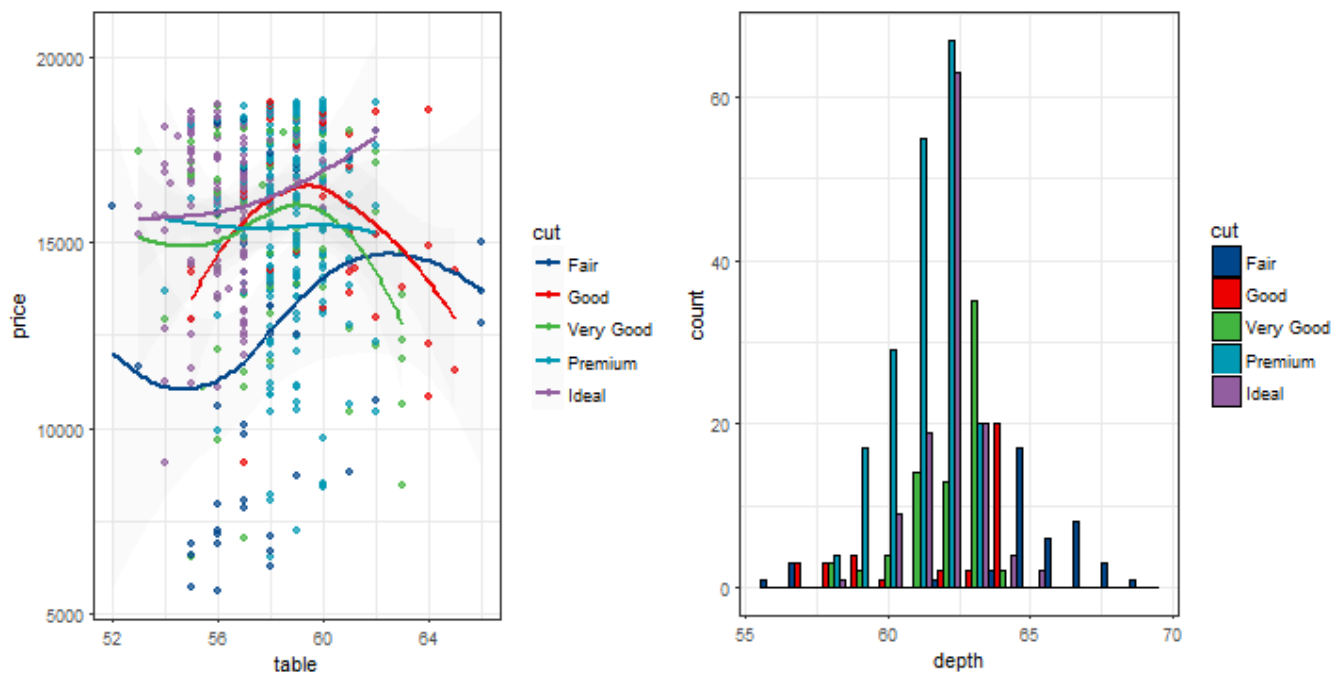 20000
15000
10000
5000
price
52
56
60
64
table
cut
Fair
Good
Very Good
Premium
Ideal
60
40
20
0
count
55
60
65
70
depth
cut
Fair
Good
Very Good
Premium
Ideal